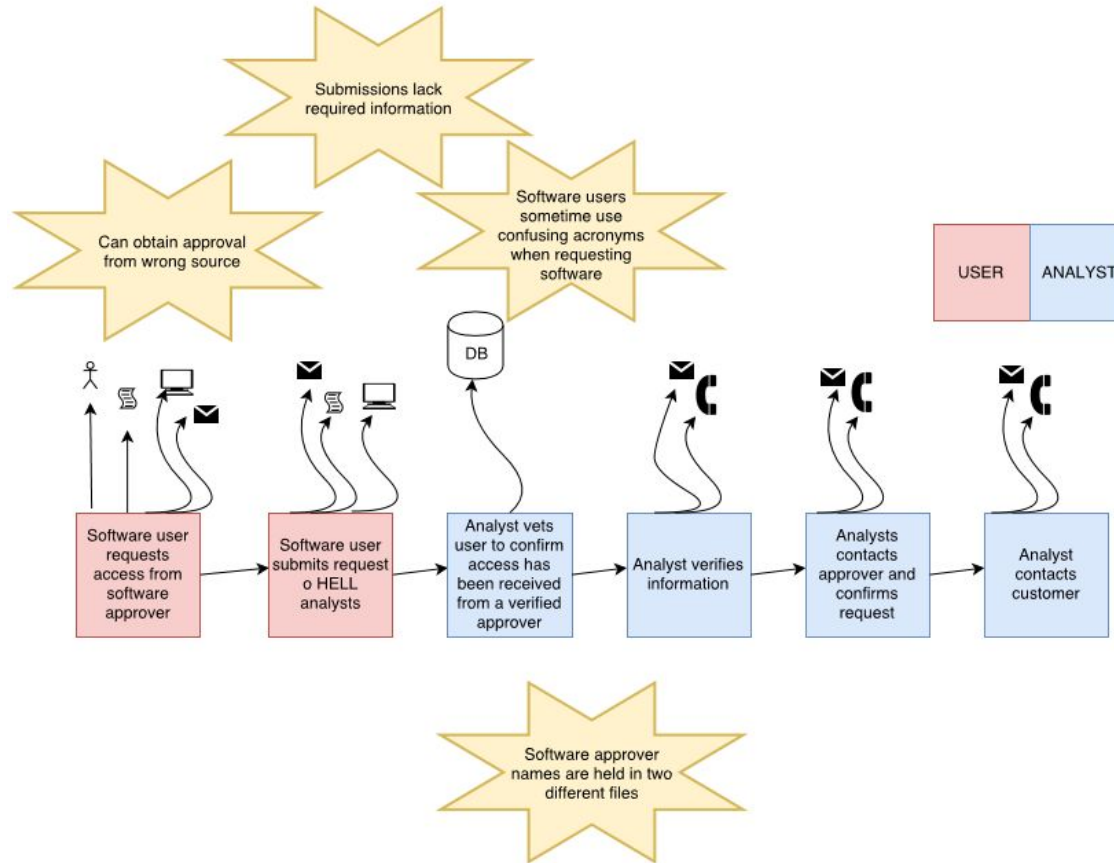 Submissions lack
required information
Can obtain approval
from wrong source
Software users
sometime use
confusing acronyms
when requesting
software
USER
ANALYST
DB
Software user
requests
access from
software
approver
Software user
submits request
o HELL
analysts
Analyst vets
user to confirm
access has
been received
from a verified
approver
Analyst verifies
information
Analysts
contacts
approver and
confirms
request
Analyst
contacts
customer
Software approver
names are held in two
different files